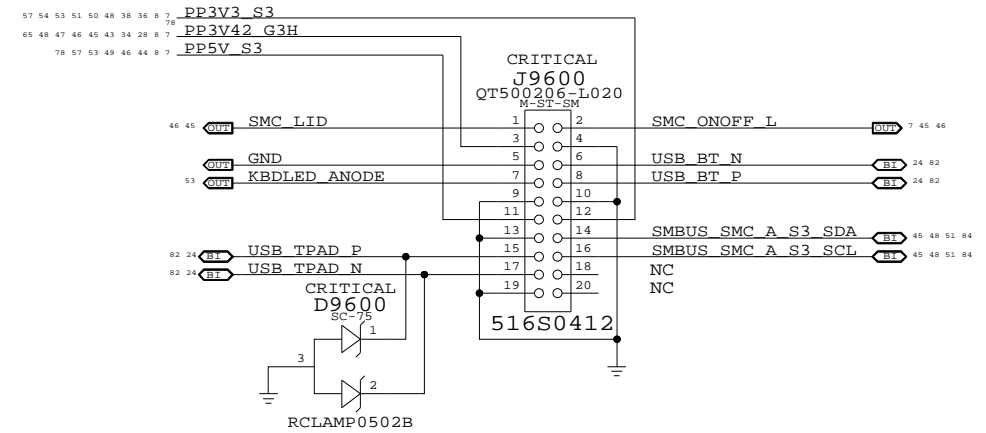 57 54 53 51 50 48 38 36 8 7 PP3V3_S3
78
65 48 47 46 45 43 34 28 8 7 PP3V42_G3H
78 57 53 49 46 44 8 7 PP5V_S3
CRITICAL
J9600
QT500206-L020
M-ST-SM
46 45 OUT SMC_LID 1 2 SMC_ONOFF_L OUT 7 45 46
3 4
OUT GND 5 6 USB_BT_N BI 24 82
53 OUT KBDLED_ANODE 7 8 USB_BT_P BI 24 82
9 10
11 12
13 14 SMBUS_SMC_A_S3_SDA BI 45 48 51 84
82 24 BI USB_TPAD_P 15 16 SMBUS_SMC_A_S3_SCL BI 45 48 51 84
82 24 BI USB_TPAD_N 17 18 NC
19 20 NC
CRITICAL
D9600
SC-75
516S0412
1
3
2
RCLAMP0502B